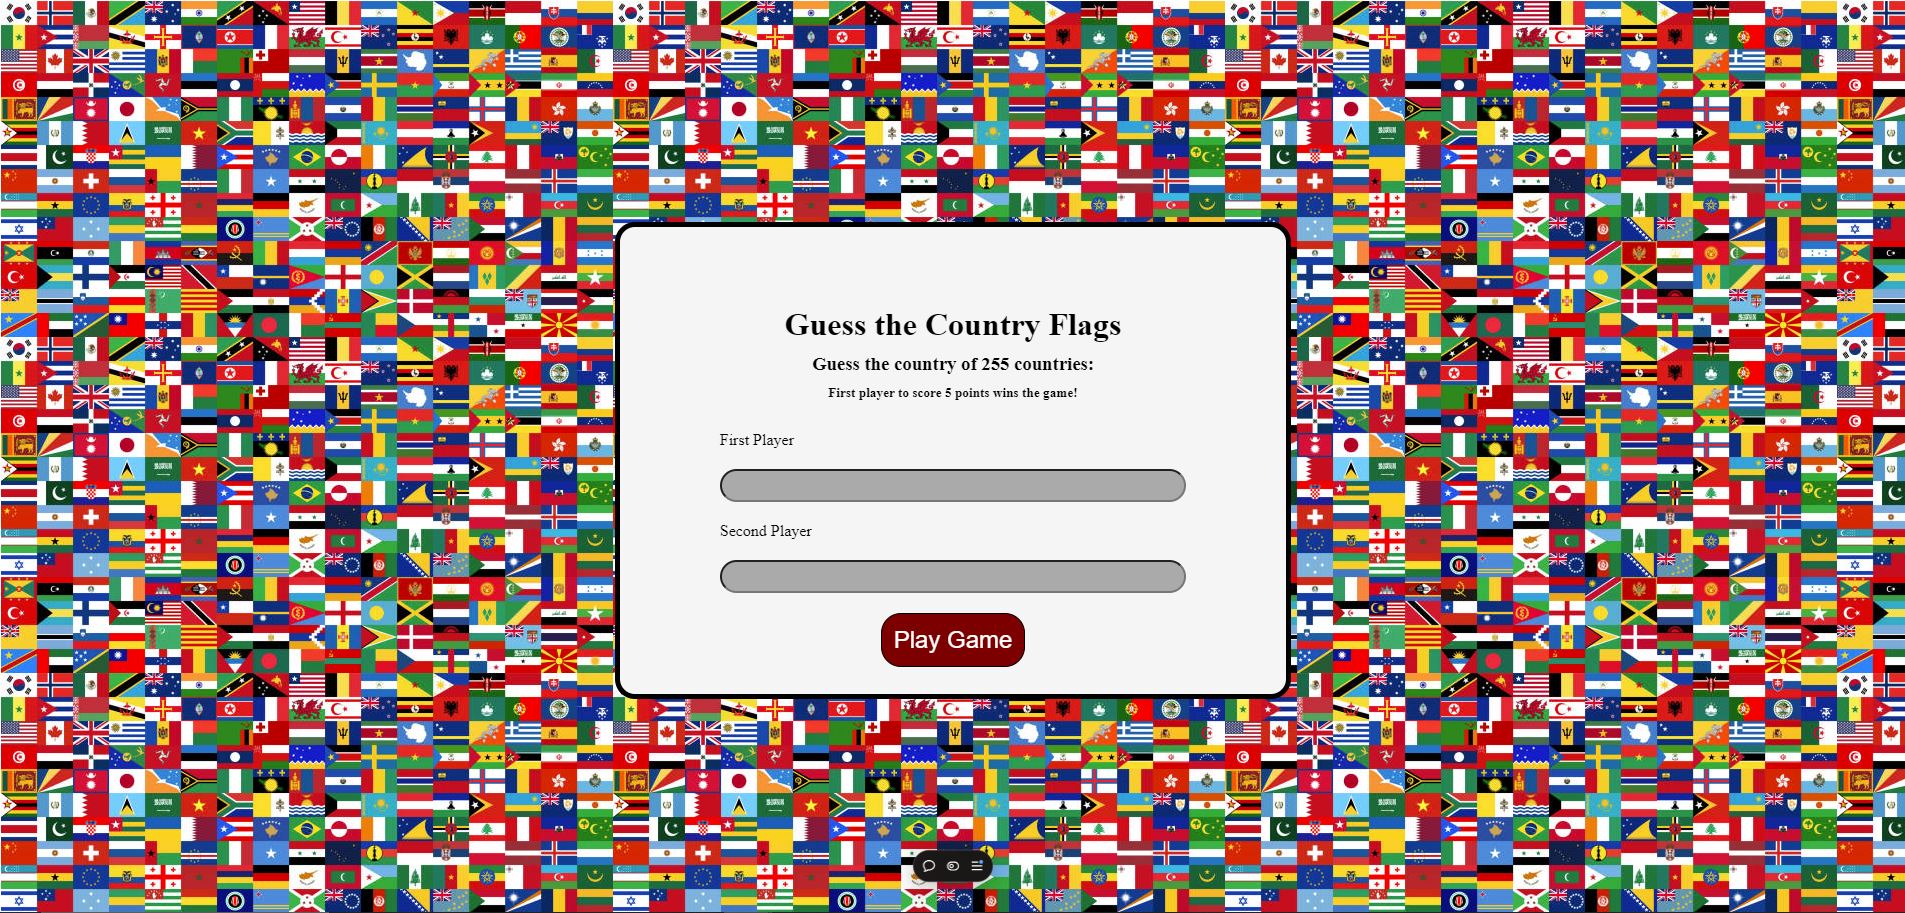 Guess the Country Flags
Guess the country of 255 countries:
First player to score 5 points wins the game!
First Player
Second Player
Play Game